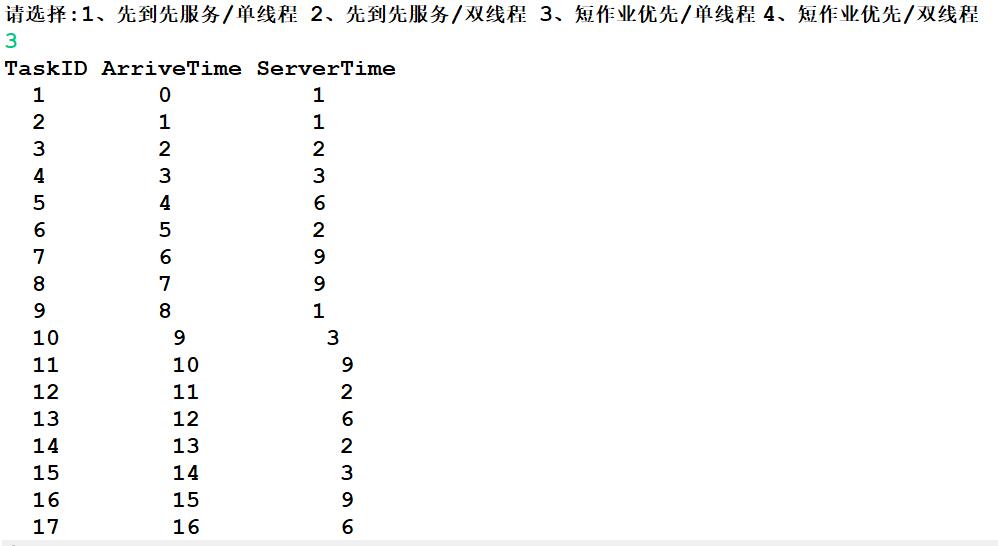 请选择:1、先到先服务/单线程 2、先到先服务/双线程 3、短作业优先/单线程 4、短作业优先/双线程
3
TaskID ArriveTime ServerTime
1 0 1
2 1 1
3 2 2
4 3 3
5 4 6
6 5 2
7 6 9
8 7 9
9 8 1
10 9 3
11 10 9
12 11 2
13 12 6
14 13 2
15 14 3
16 15 9
17 16 6